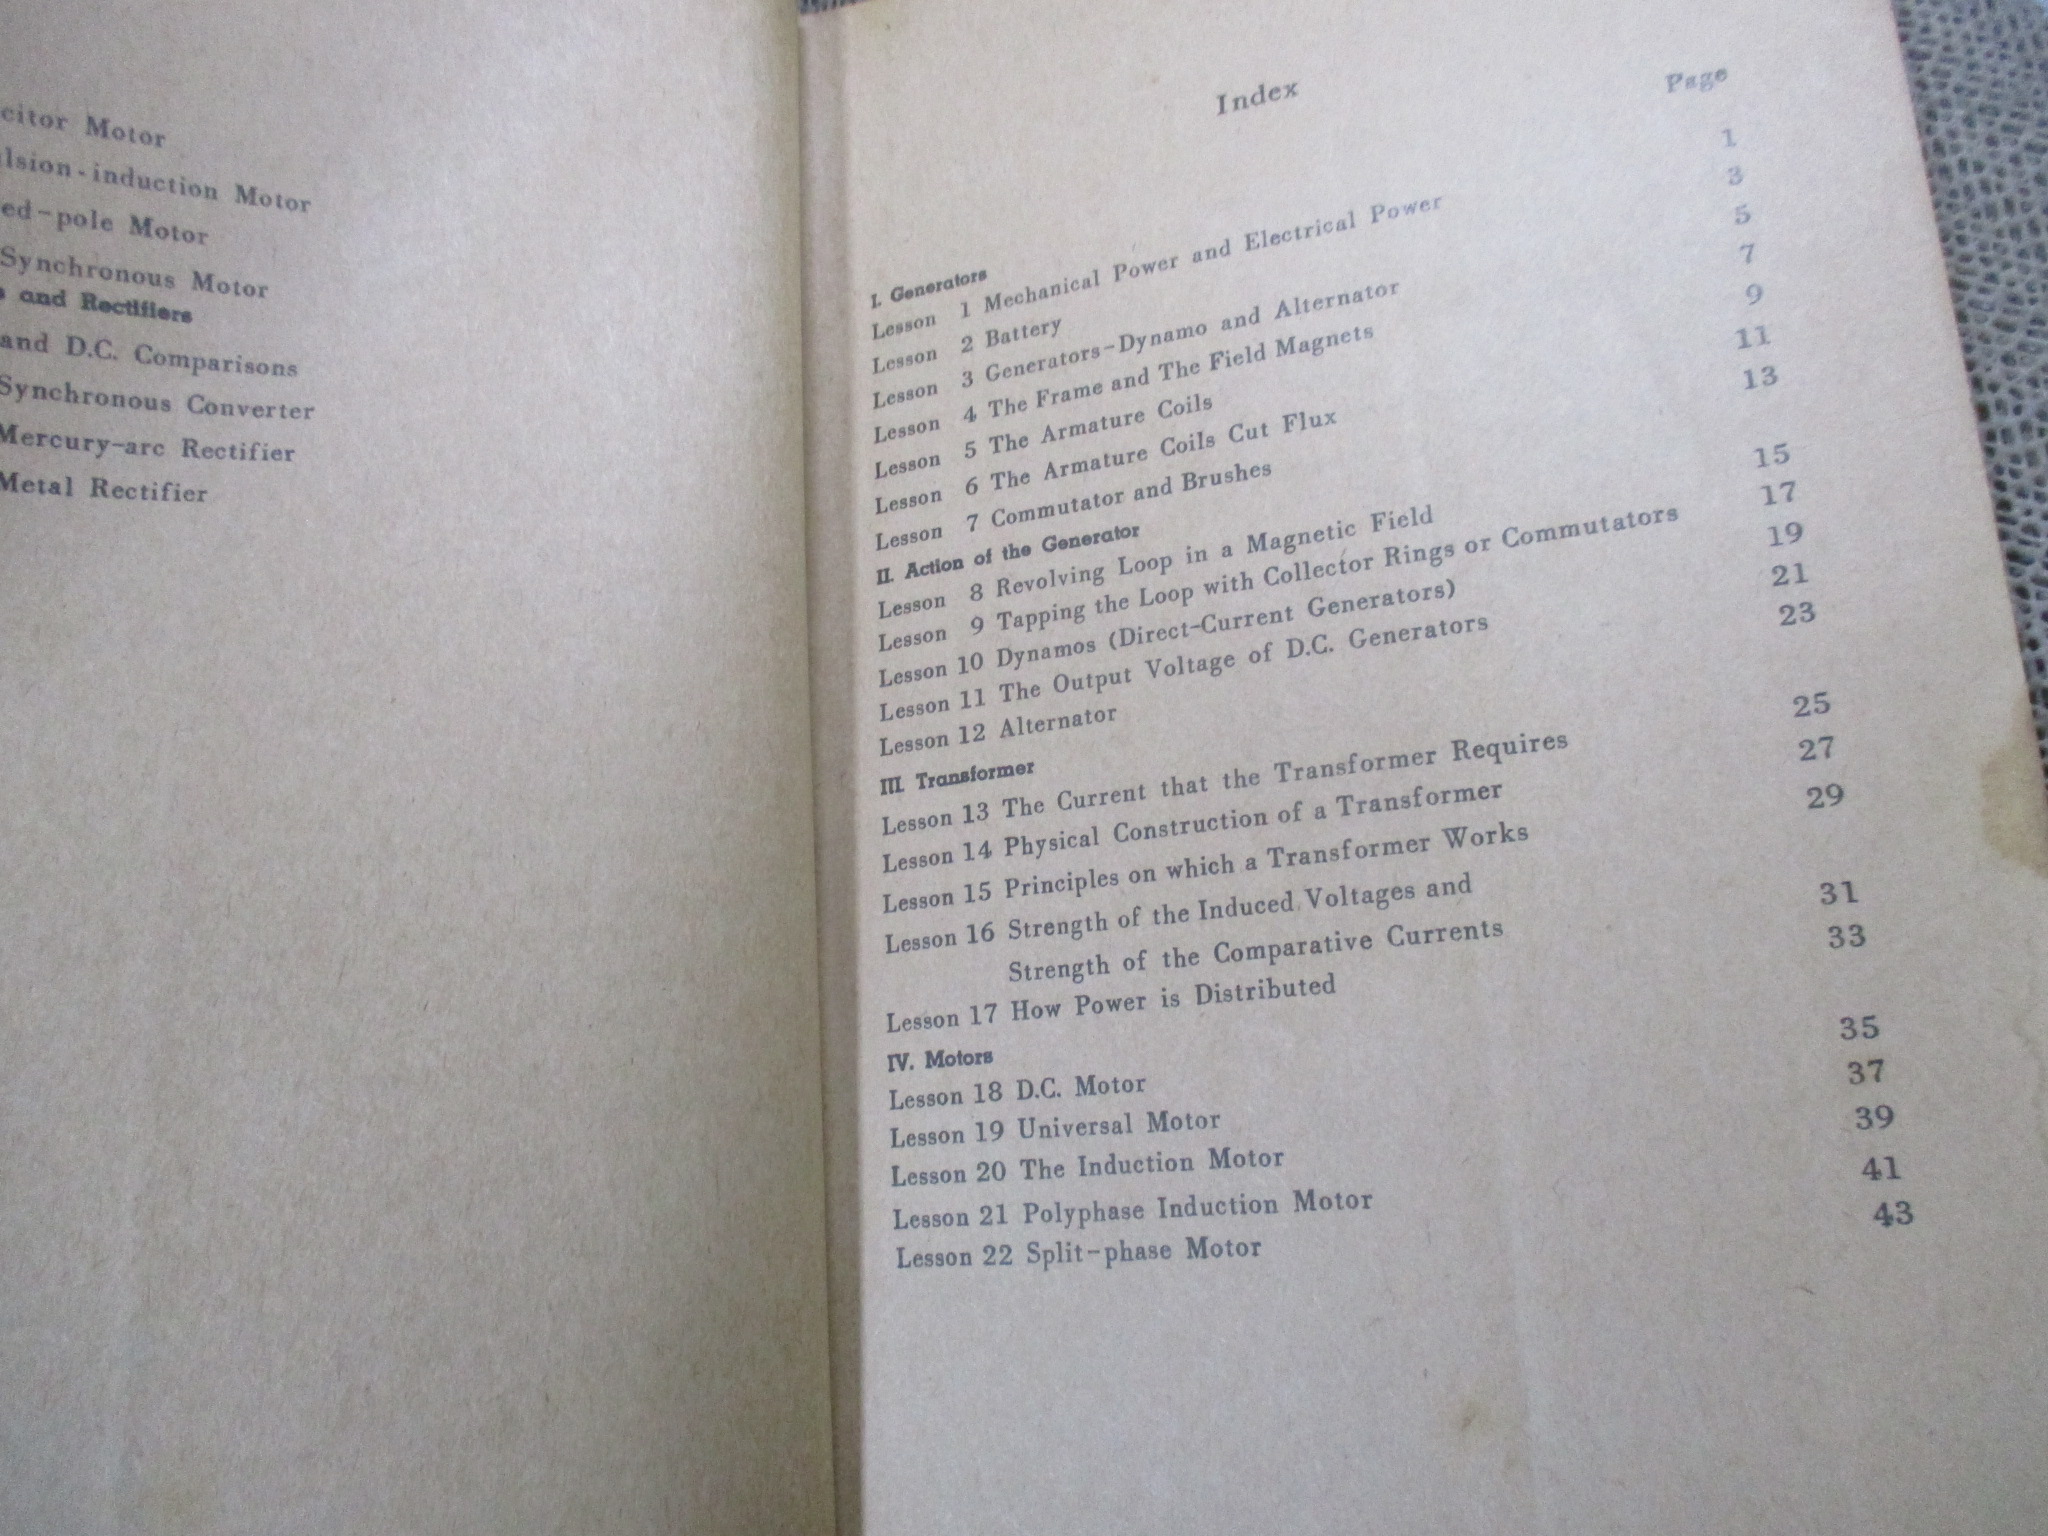 citor Motor
lsion-induction Motor
ed-pole Motor
Synchronous Motor
and Rectifiers
and D.C. Comparisons
Synchronous Converter
Mercury-arc Rectifier
Metal Rectifier
Index
Page
I. Generators
Lesson 1 Mechanical Power and Electrical Power 1
Lesson 2 Battery 3
Lesson 3 Generators-Dynamo and Alternator 5
Lesson 4 The Frame and The Field Magnets 7
Lesson 5 The Armature Coils 9
Lesson 6 The Armature Coils Cut Flux 11
Lesson 7 Commutator and Brushes 13
II. Action of the Generator
Lesson 8 Revolving Loop in a Magnetic Field 15
Lesson 9 Tapping the Loop with Collector Rings or Commutators 17
Lesson 10 Dynamos (Direct-Current Generators) 19
Lesson 11 The Output Voltage of D.C. Generators 21
Lesson 12 Alternator 23
III. Transformer
Lesson 13 The Current that the Transformer Requires 25
Lesson 14 Physical Construction of a Transformer 27
Lesson 15 Principles on which a Transformer Works 29
Lesson 16 Strength of the Induced Voltages and
Strength of the Comparative Currents 31
Lesson 17 How Power is Distributed 33
IV. Motors
Lesson 18 D.C. Motor 35
Lesson 19 Universal Motor 37
Lesson 20 The Induction Motor 39
Lesson 21 Polyphase Induction Motor 41
Lesson 22 Split-phase Motor 43